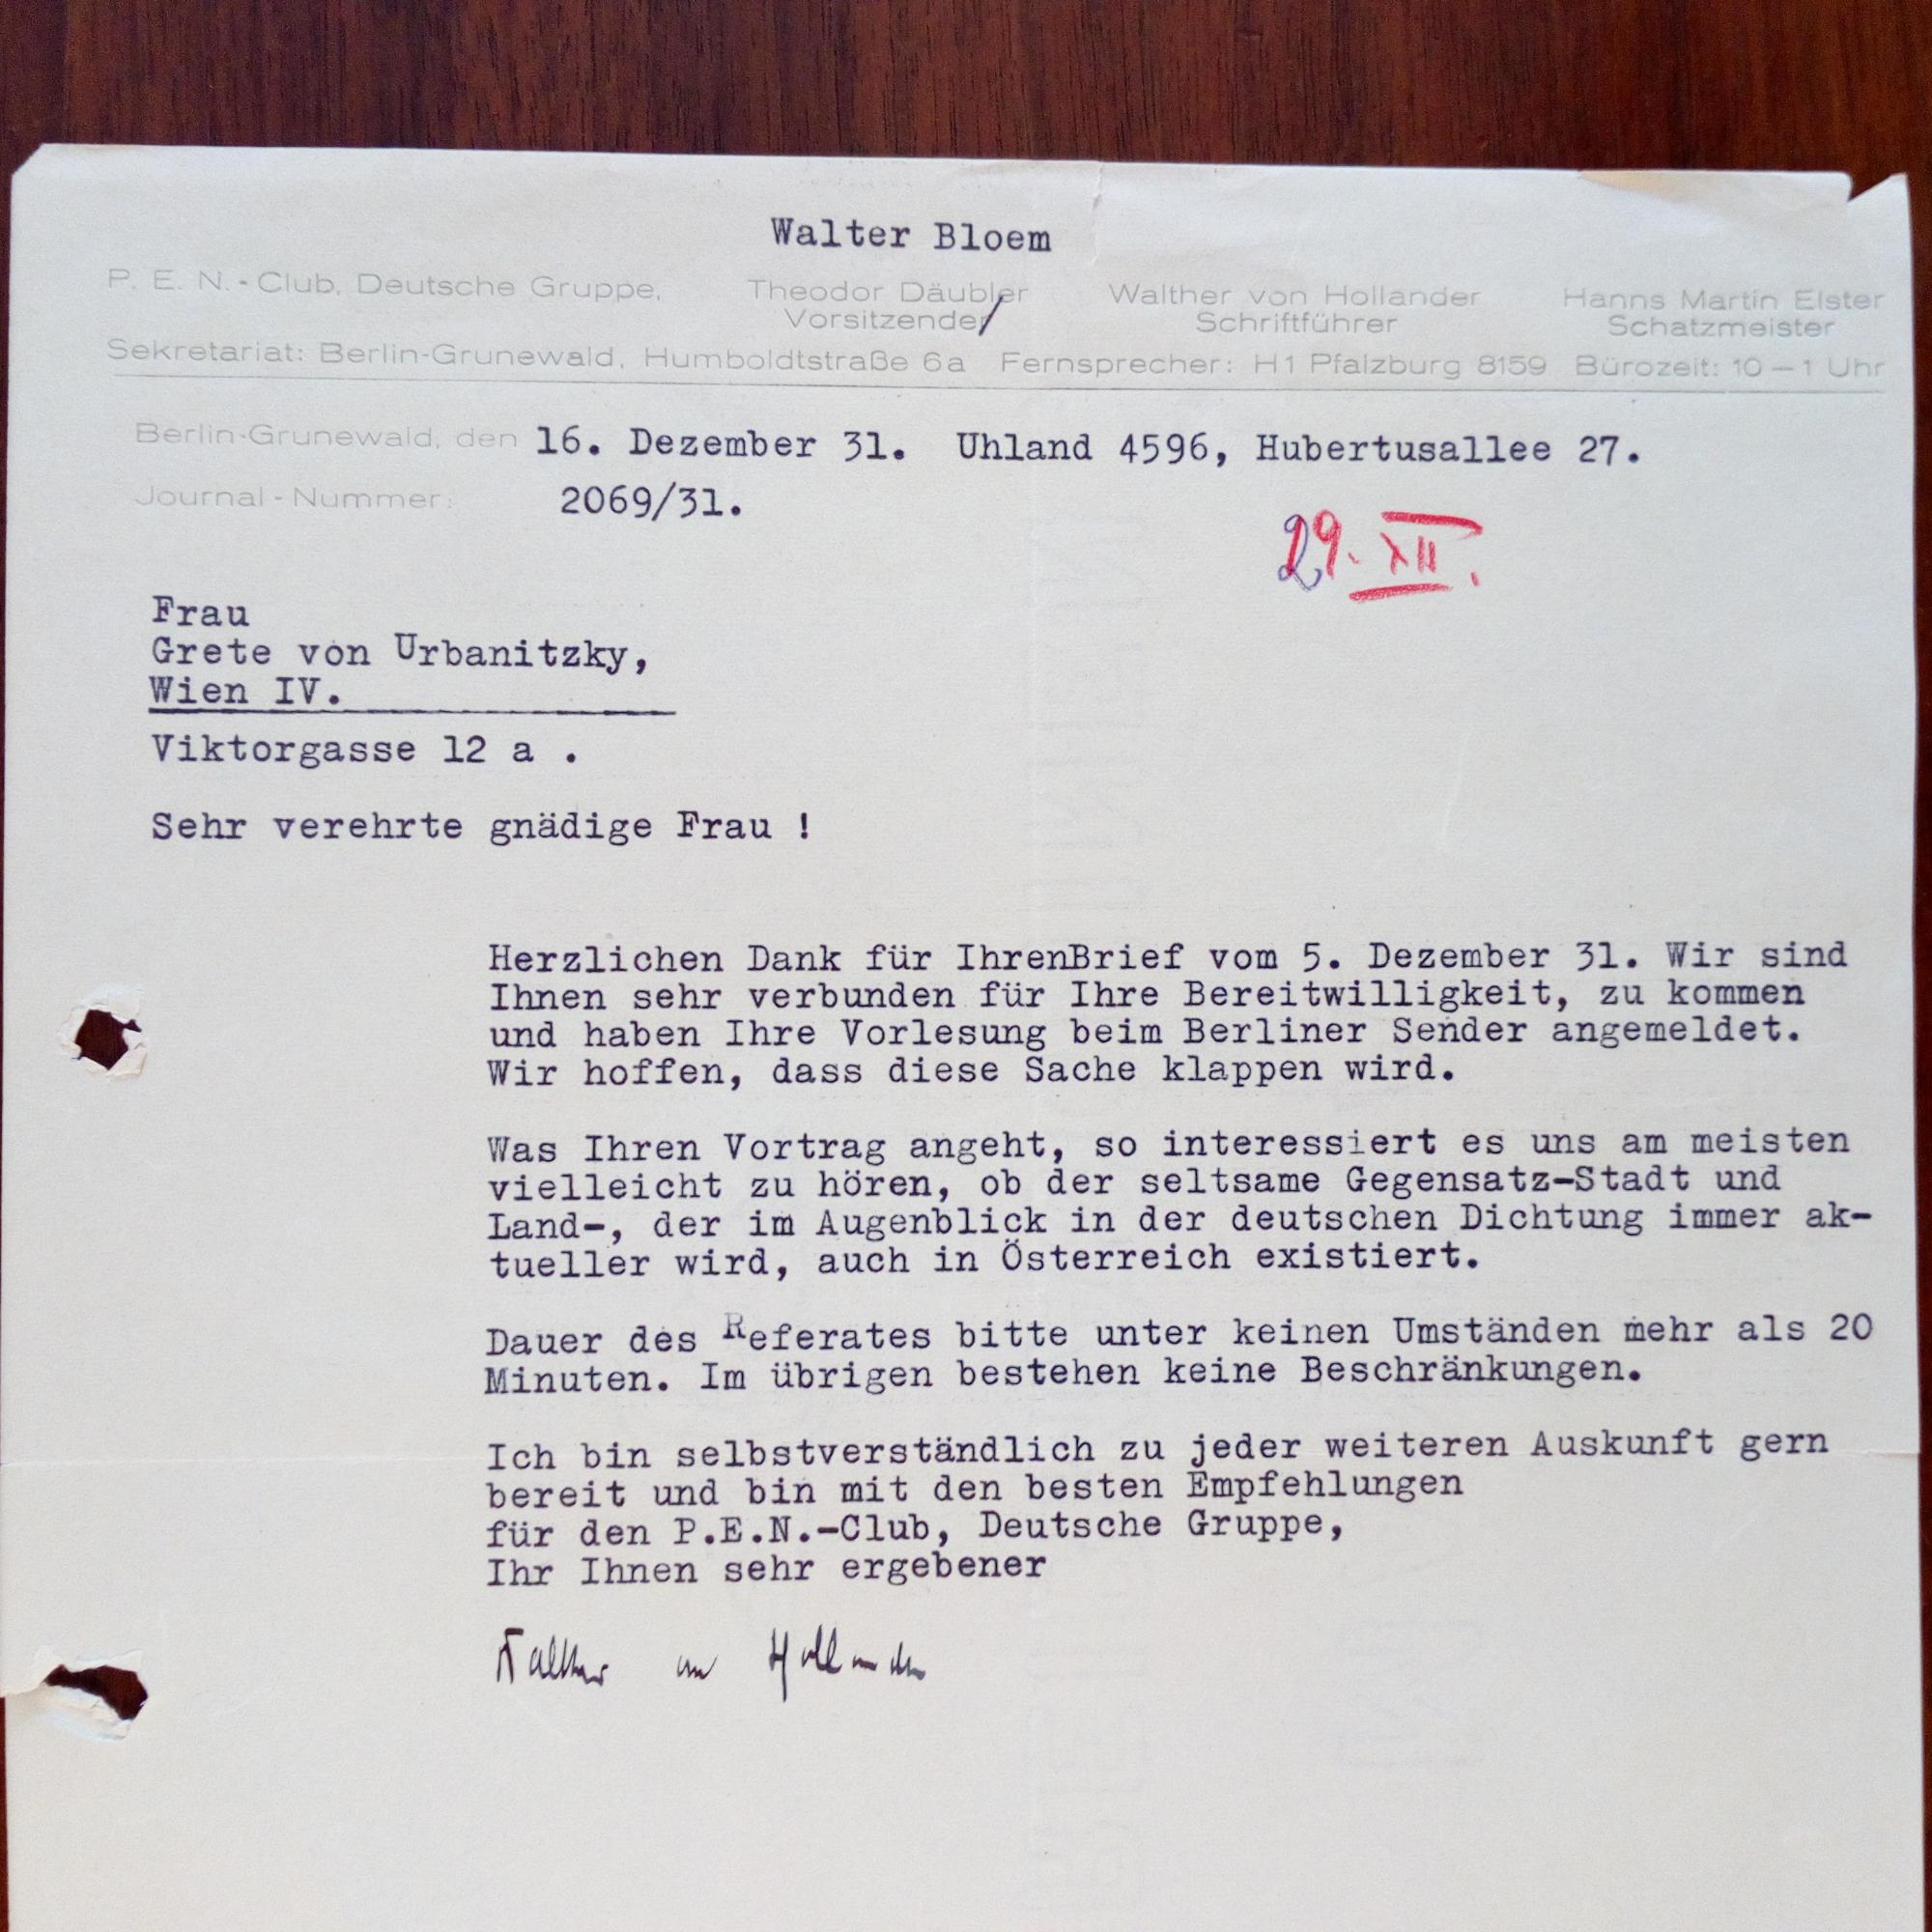 Walter Bloem
P. E. N. - Club, Deutsche Gruppe, Theodor Däubler Walther von Hollander Hanns Martin Elster
Vorsitzender Schriftführer Schatzmeister
Sekretariat: Berlin-Grunewald, Humboldtstraße 6a Fernsprecher: H1 Pfalzburg 8159 Bürozeit: 10 – 1 Uhr
Berlin-Grunewald, den 16. Dezember 31. Uhland 4596, Hubertusallee 27.
Journal - Nummer: 2069/31.
29. XII.
Frau
Grete von Urbanitzky,
Wien IV.
Viktorgasse 12 a .
Sehr verehrte gnädige Frau !
Herzlichen Dank für IhrenBrief vom 5. Dezember 31. Wir sind
Ihnen sehr verbunden für Ihre Bereitwilligkeit, zu kommen
und haben Ihre Vorlesung beim Berliner Sender angemeldet.
Wir hoffen, dass diese Sache klappen wird.
Was Ihren Vortrag angeht, so interessiert es uns am meisten
vielleicht zu hören, ob der seltsame Gegensatz-Stadt und
Land-, der im Augenblick in der deutschen Dichtung immer ak-
tueller wird, auch in Österreich existiert.
Dauer des Referates bitte unter keinen Umständen mehr als 20
Minuten. Im übrigen bestehen keine Beschränkungen.
Ich bin selbstverständlich zu jeder weiteren Auskunft gern
bereit und bin mit den besten Empfehlungen
für den P.E.N.-Club, Deutsche Gruppe,
Ihr Ihnen sehr ergebener
Walther von Hollander